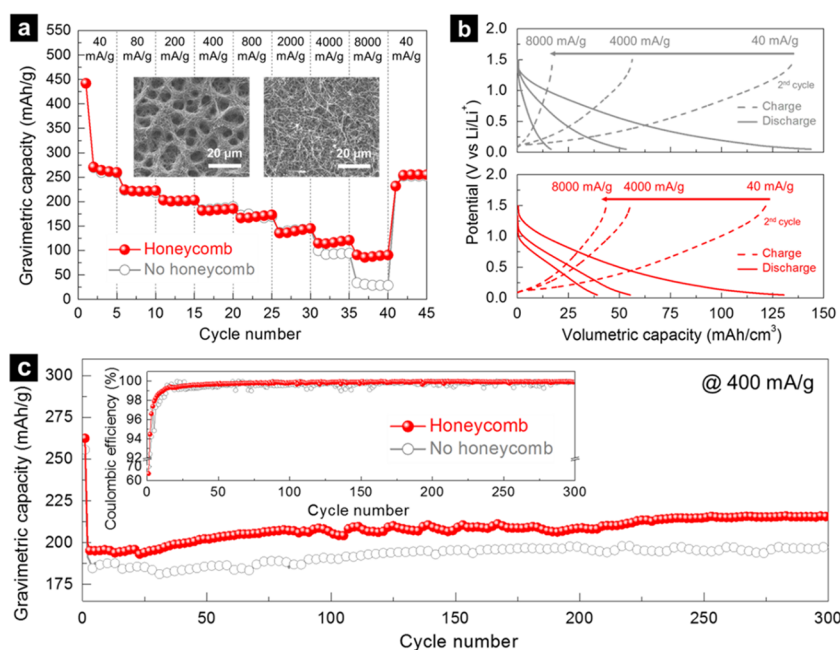 a
550
500
450
400
350
300
250
200
150
100
50
0
Gravimetric capacity (mAh/g)
40 80 200 400 800 2000 4000 8000 40
mA/g mA/g mA/g mA/g mA/g mA/g mA/g mA/g mA/g
20 μm
20 μm
Honeycomb
No honeycomb
0 5 10 15 20 25 30 35 40 45
Cycle number
b
2.0
1.5
1.0
0.5
0.0
8000 mA/g 4000 mA/g 40 mA/g
2nd cycle
Charge
Discharge
Potential (V vs Li/Li+)
2.0
1.5
1.0
0.5
0.0
8000 mA/g 4000 mA/g 40 mA/g
2nd cycle
Charge
Discharge
0 25 50 75 100 125 150
Volumetric capacity (mAh/cm3)
c
300
275
250
225
200
175
Gravimetric capacity (mAh/g)
@ 400 mA/g
100
98
96
94
92
70
60
Coulombic efficiency (%)
Honeycomb
No honeycomb
0 50 100 150 200 250 300
Cycle number
0 50 100 150 200 250 300
Cycle number